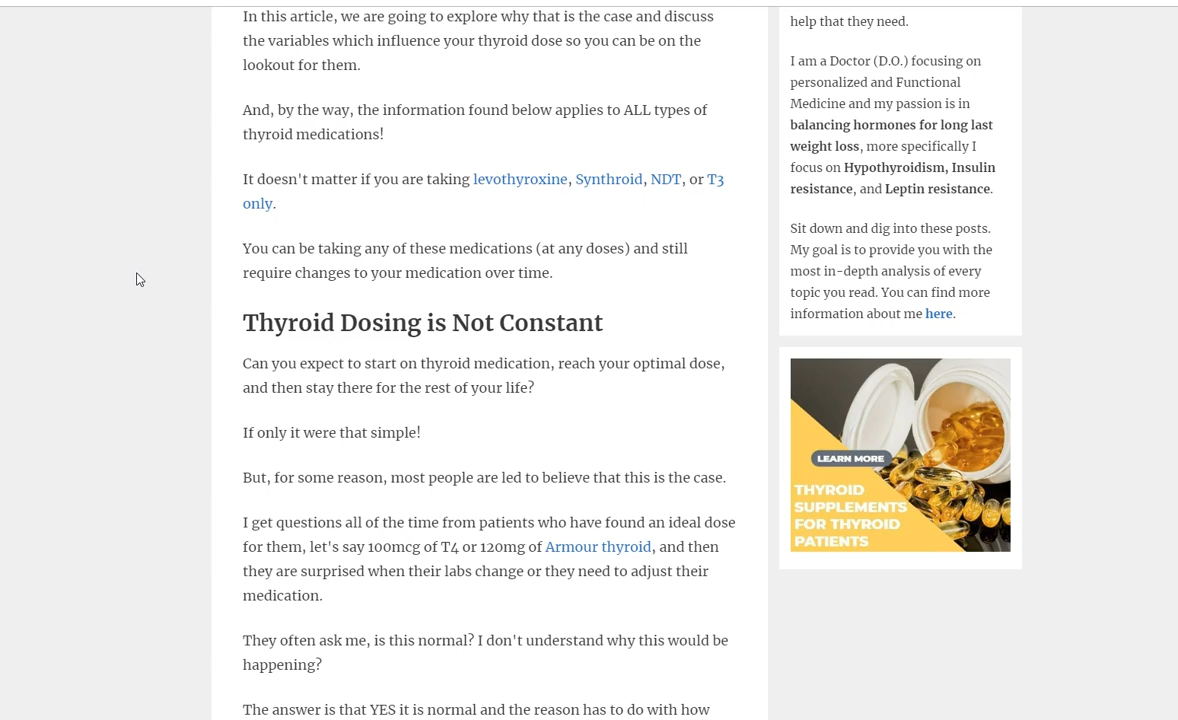 In this article, we are going to explore why that is the case and discuss
the variables which influence your thyroid dose so you can be on the
lookout for them.
And, by the way, the information found below applies to ALL types of
thyroid medications!
It doesn't matter if you are taking levothyroxine, Synthroid, NDT, or T3
only.
You can be taking any of these medications (at any doses) and still
require changes to your medication over time.
Thyroid Dosing is Not Constant
Can you expect to start on thyroid medication, reach your optimal dose,
and then stay there for the rest of your life?
If only it were that simple!
But, for some reason, most people are led to believe that this is the case.
I get questions all of the time from patients who have found an ideal dose
for them, let's say 100mcg of T4 or 120mg of Armour thyroid, and then
they are surprised when their labs change or they need to adjust their
medication.
They often ask me, is this normal? I don't understand why this would be
happening?
The answer is that YES it is normal and the reason has to do with how
help that they need.
I am a Doctor (D.O.) focusing on
personalized and Functional
Medicine and my passion is in
balancing hormones for long last
weight loss, more specifically I
focus on Hypothyroidism, Insulin
resistance, and Leptin resistance.
Sit down and dig into these posts.
My goal is to provide you with the
most in-depth analysis of every
topic you read. You can find more
information about me here.
LEARN MORE
THYROID
SUPPLEMENTS
FOR THYROID
PATIENTS